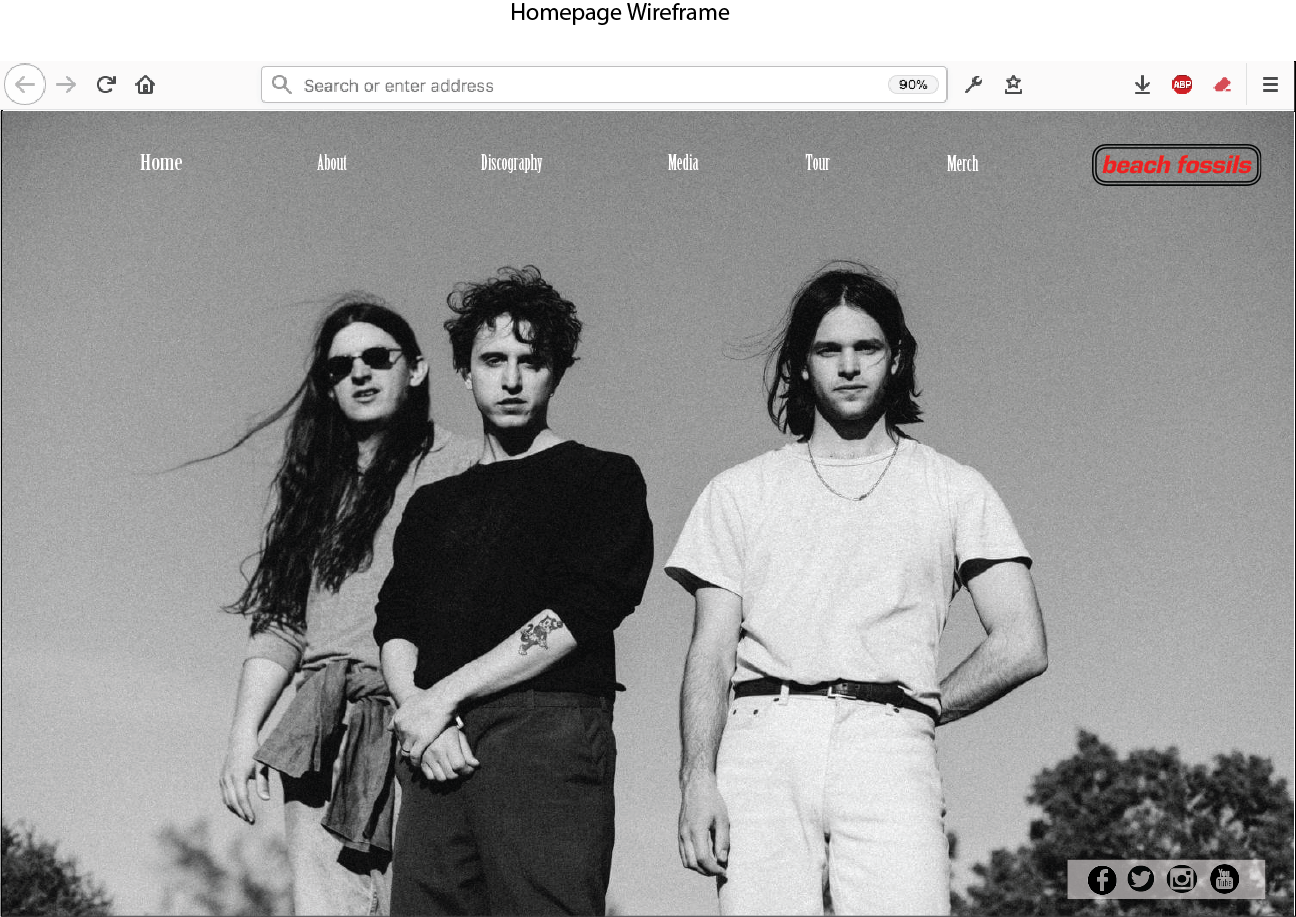 Homepage Wireframe
Search or enter address 90% ABP
Home About Discography Media Tour Merch beach fossils
You
Tube